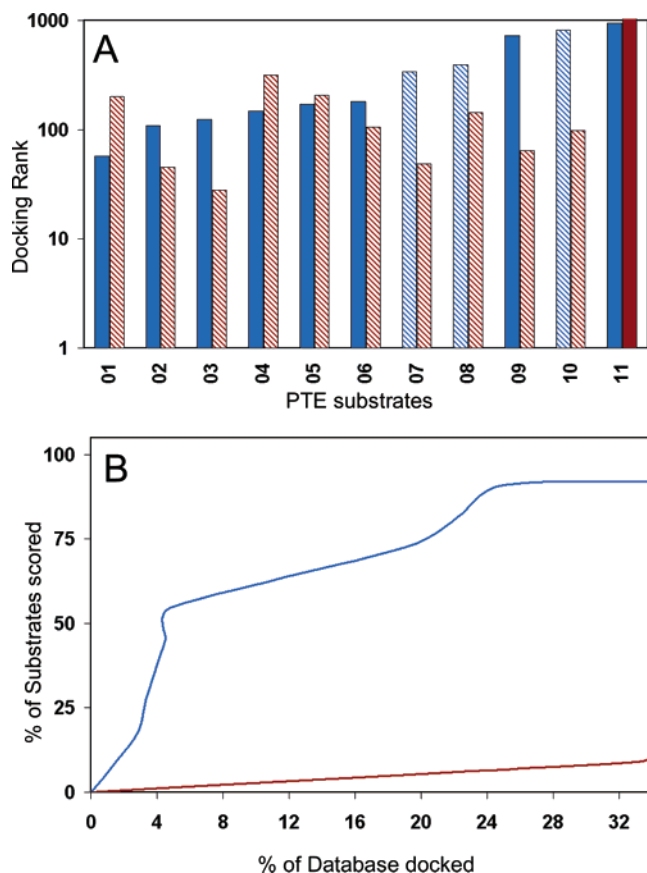 A
1000
100
10
1
Docking Rank
01 02 03 04 05 06 07 08 09 10 11
PTE substrates
B
100
75
50
25
0
% of Substrates scored
0 4 8 12 16 20 24 28 32
% of Database docked